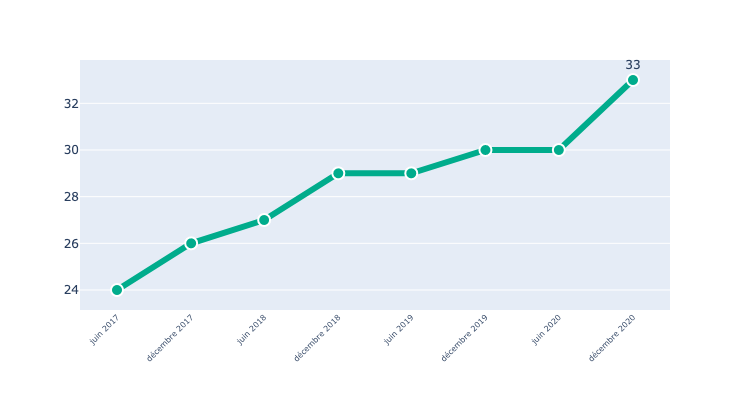 33
32
30
28
26
24
juin 2017
décembre 2017
juin 2018
décembre 2018
juin 2019
décembre 2019
juin 2020
décembre 2020